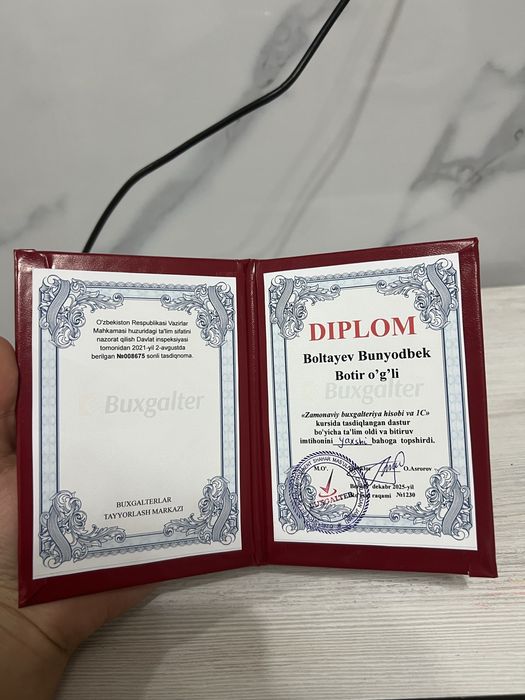 O'zbekiston Respublikasi Vazirlar
Mahkamasi huzuridagi ta'lim sifatini
nazorat qilish Davlat inspeksiyasi
tomonidan 2021-yil 2-avgustda
berilgan №008675 sonli tasdiqnoma.
Buxgalter
BUXGALTERLAR
TAYYORLASH MARKAZI
DIPLOM
Boltayev Bunyodbek
Botir o'g'li
Buxgalter
«Zamonaviy buxgalteriya hisobi va 1C»
kursida tasdiqlangan dastur
bo'yicha ta'lim oldi va bitiruv
imtihonini yaxshi bahoga topshirdi.
M.O'.
O.Asrorov
dekabr 2025-yil
raqami №1230
BUXGALTER